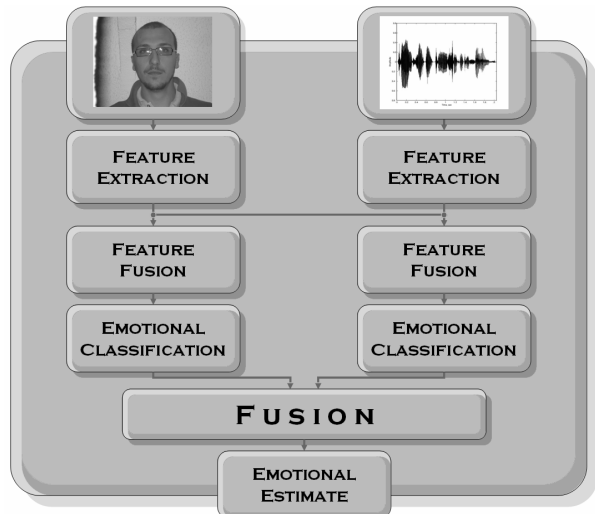 FEATURE
EXTRACTION
FEATURE
EXTRACTION
FEATURE
FUSION
FEATURE
FUSION
EMOTIONAL
CLASSIFICATION
EMOTIONAL
CLASSIFICATION
FUSION
EMOTIONAL
ESTIMATE